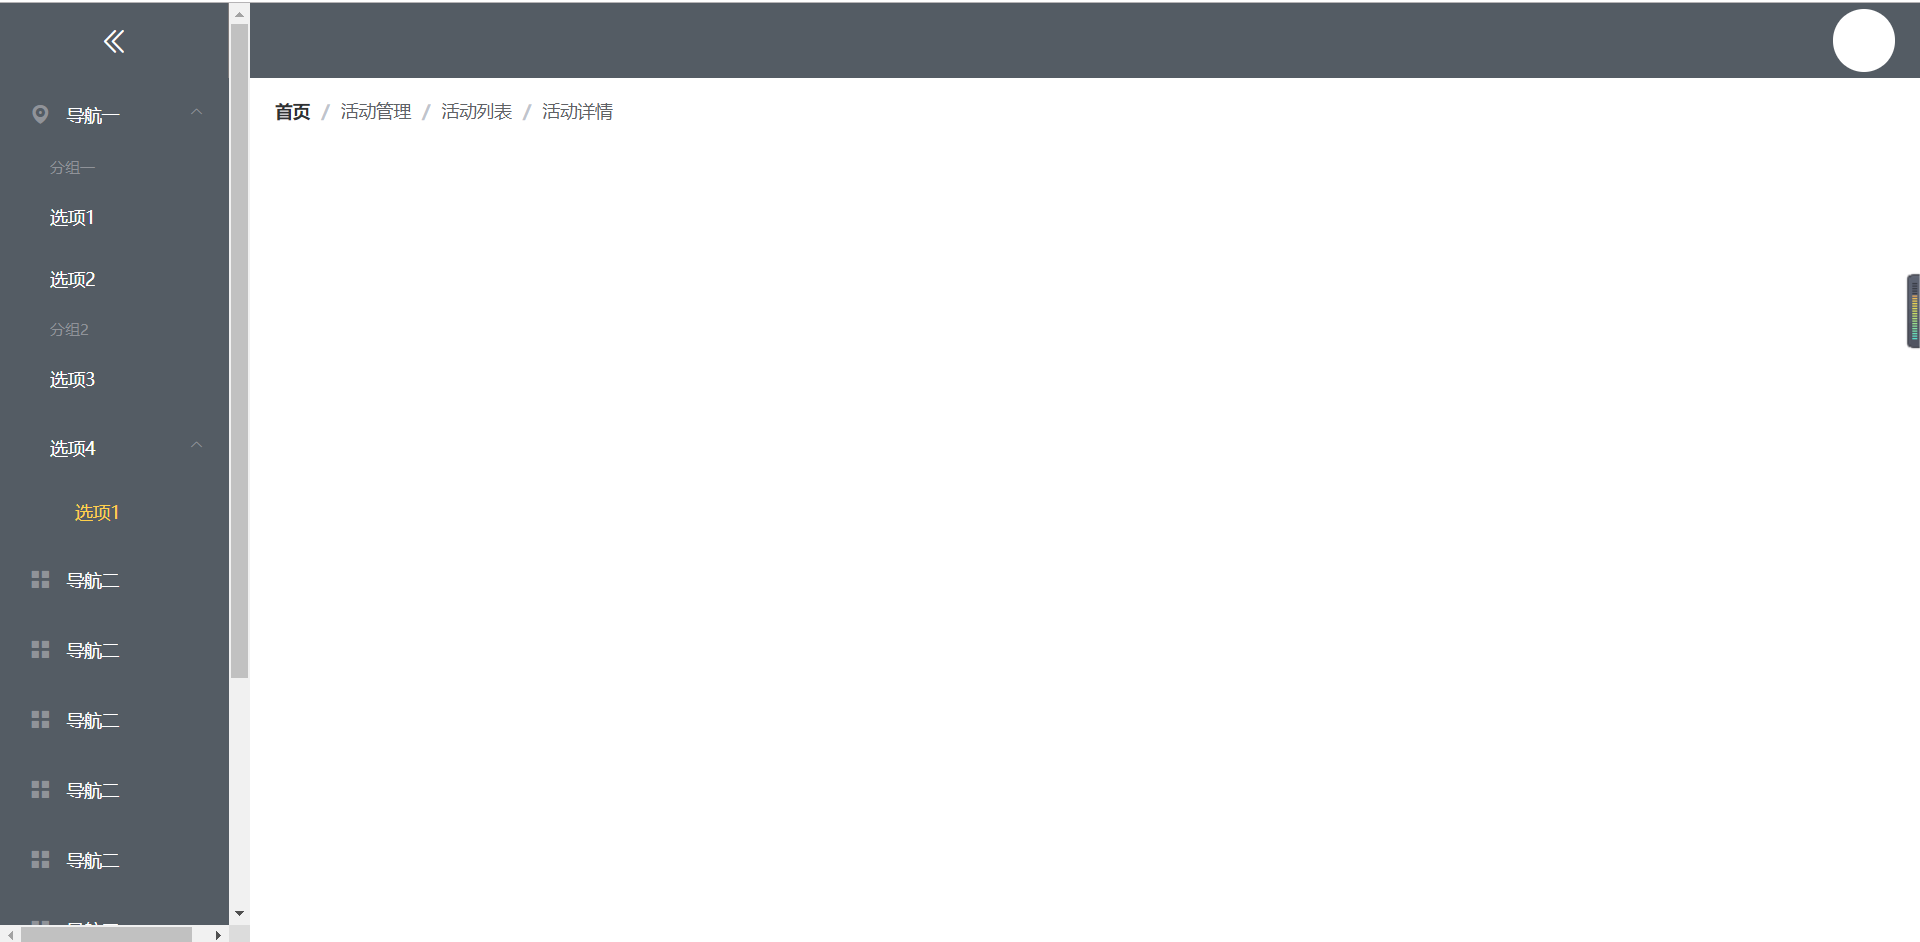 首页 / 活动管理 / 活动列表 / 活动详情
导航一
分组一
选项1
选项2
分组2
选项3
选项4
选项1
导航二
导航二
导航二
导航二
导航二